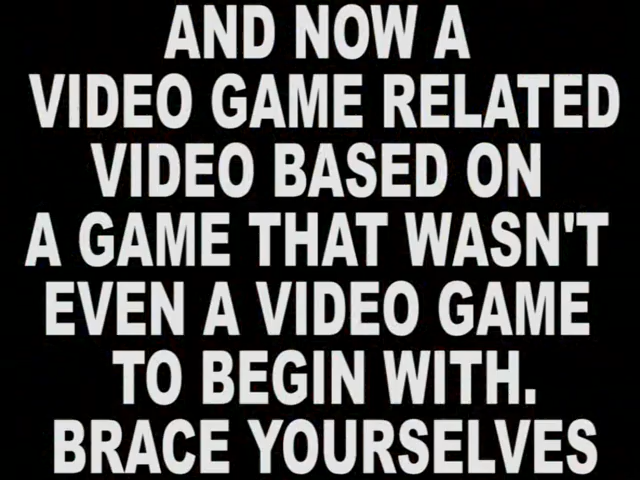 AND NOW A
VIDEO GAME RELATED
VIDEO BASED ON
A GAME THAT WASN'T
EVEN A VIDEO GAME
TO BEGIN WITH.
BRACE YOURSELVES